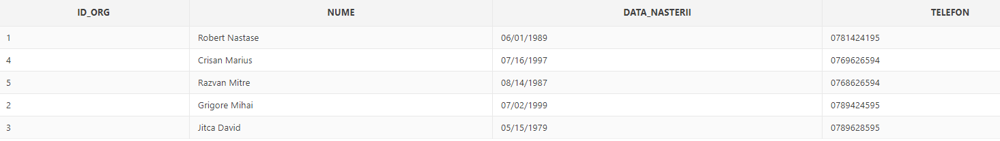 ID_ORG NUME DATA_NASTERII TELEFON
1 Robert Nastase 06/01/1989 0781424195
4 Crisan Marius 07/16/1997 0769626594
5 Razvan Mitre 08/14/1987 0768626594
2 Grigore Mihai 07/02/1999 0789424595
3 Jitca David 05/15/1979 0789628595